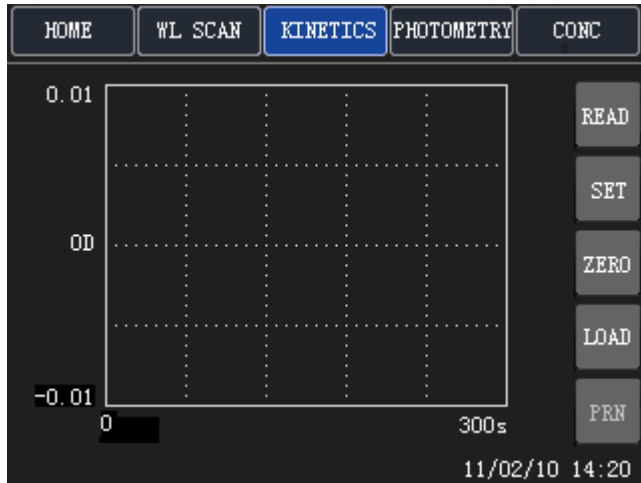 HOME WL SCAN KINETICS PHOTOMETRY CONC
0.01
READ
SET
OD
ZERO
LOAD
-0.01
PRN
0 300s
11/02/10 14:20